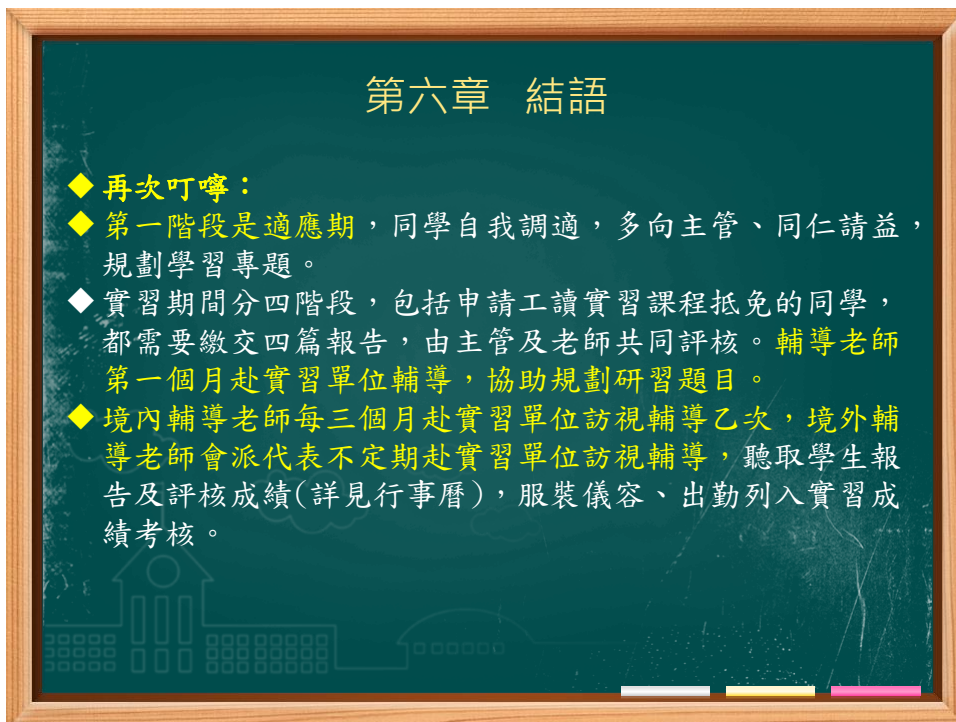 第六章 結語
◆再次叮嚀：
◆第一階段是適應期，同學自我調適，多向主管、同仁請益，
規劃學習專題。
◆實習期間分四階段，包括申請工讀實習課程抵免的同學，
都需要繳交四篇報告，由主管及老師共同評核。輔導老師
第一個月赴實習單位輔導，協助規劃研習題目。
◆境內輔導老師每三個月赴實習單位訪視輔導乙次，境外輔
導老師會派代表不定期赴實習單位訪視輔導，聽取學生報
告及評核成績(詳見行事曆)，服裝儀容、出勤列入實習成
績考核。